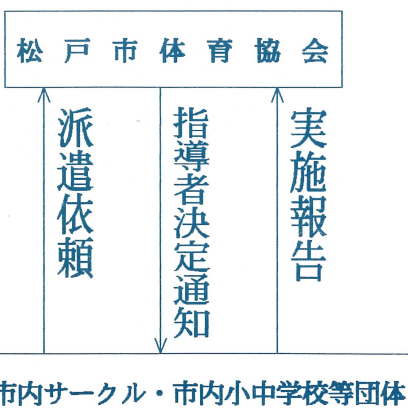 松戸市体育協会
派遣依頼
指導者決定通知
実施報告
市内サークル・市内小中学校等団体